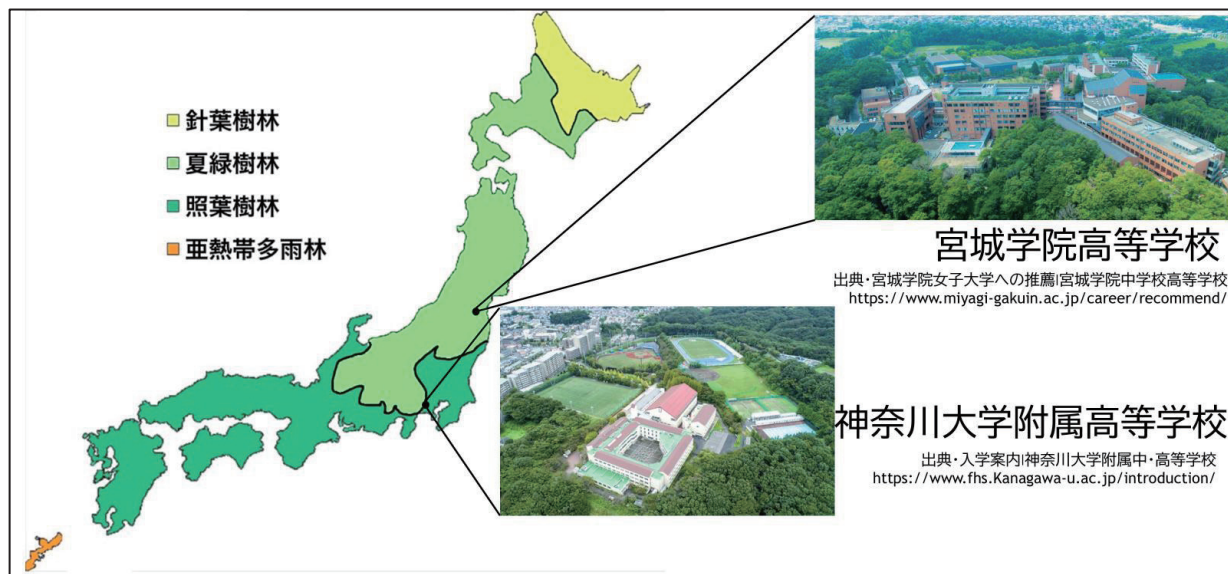 針葉樹林
夏緑樹林
照葉樹林
亜熱帯多雨林
宮城学院高等学校
出典・宮城学院女子大学への推薦|宮城学院中学校高等学校
https://www.miyagi-gakuin.ac.jp/career/recommend/
神奈川大学附属高等学校
出典・入学案内|神奈川大学附属中・高等学校
https://www.fhs.Kanagawa-u.ac.jp/introduction/